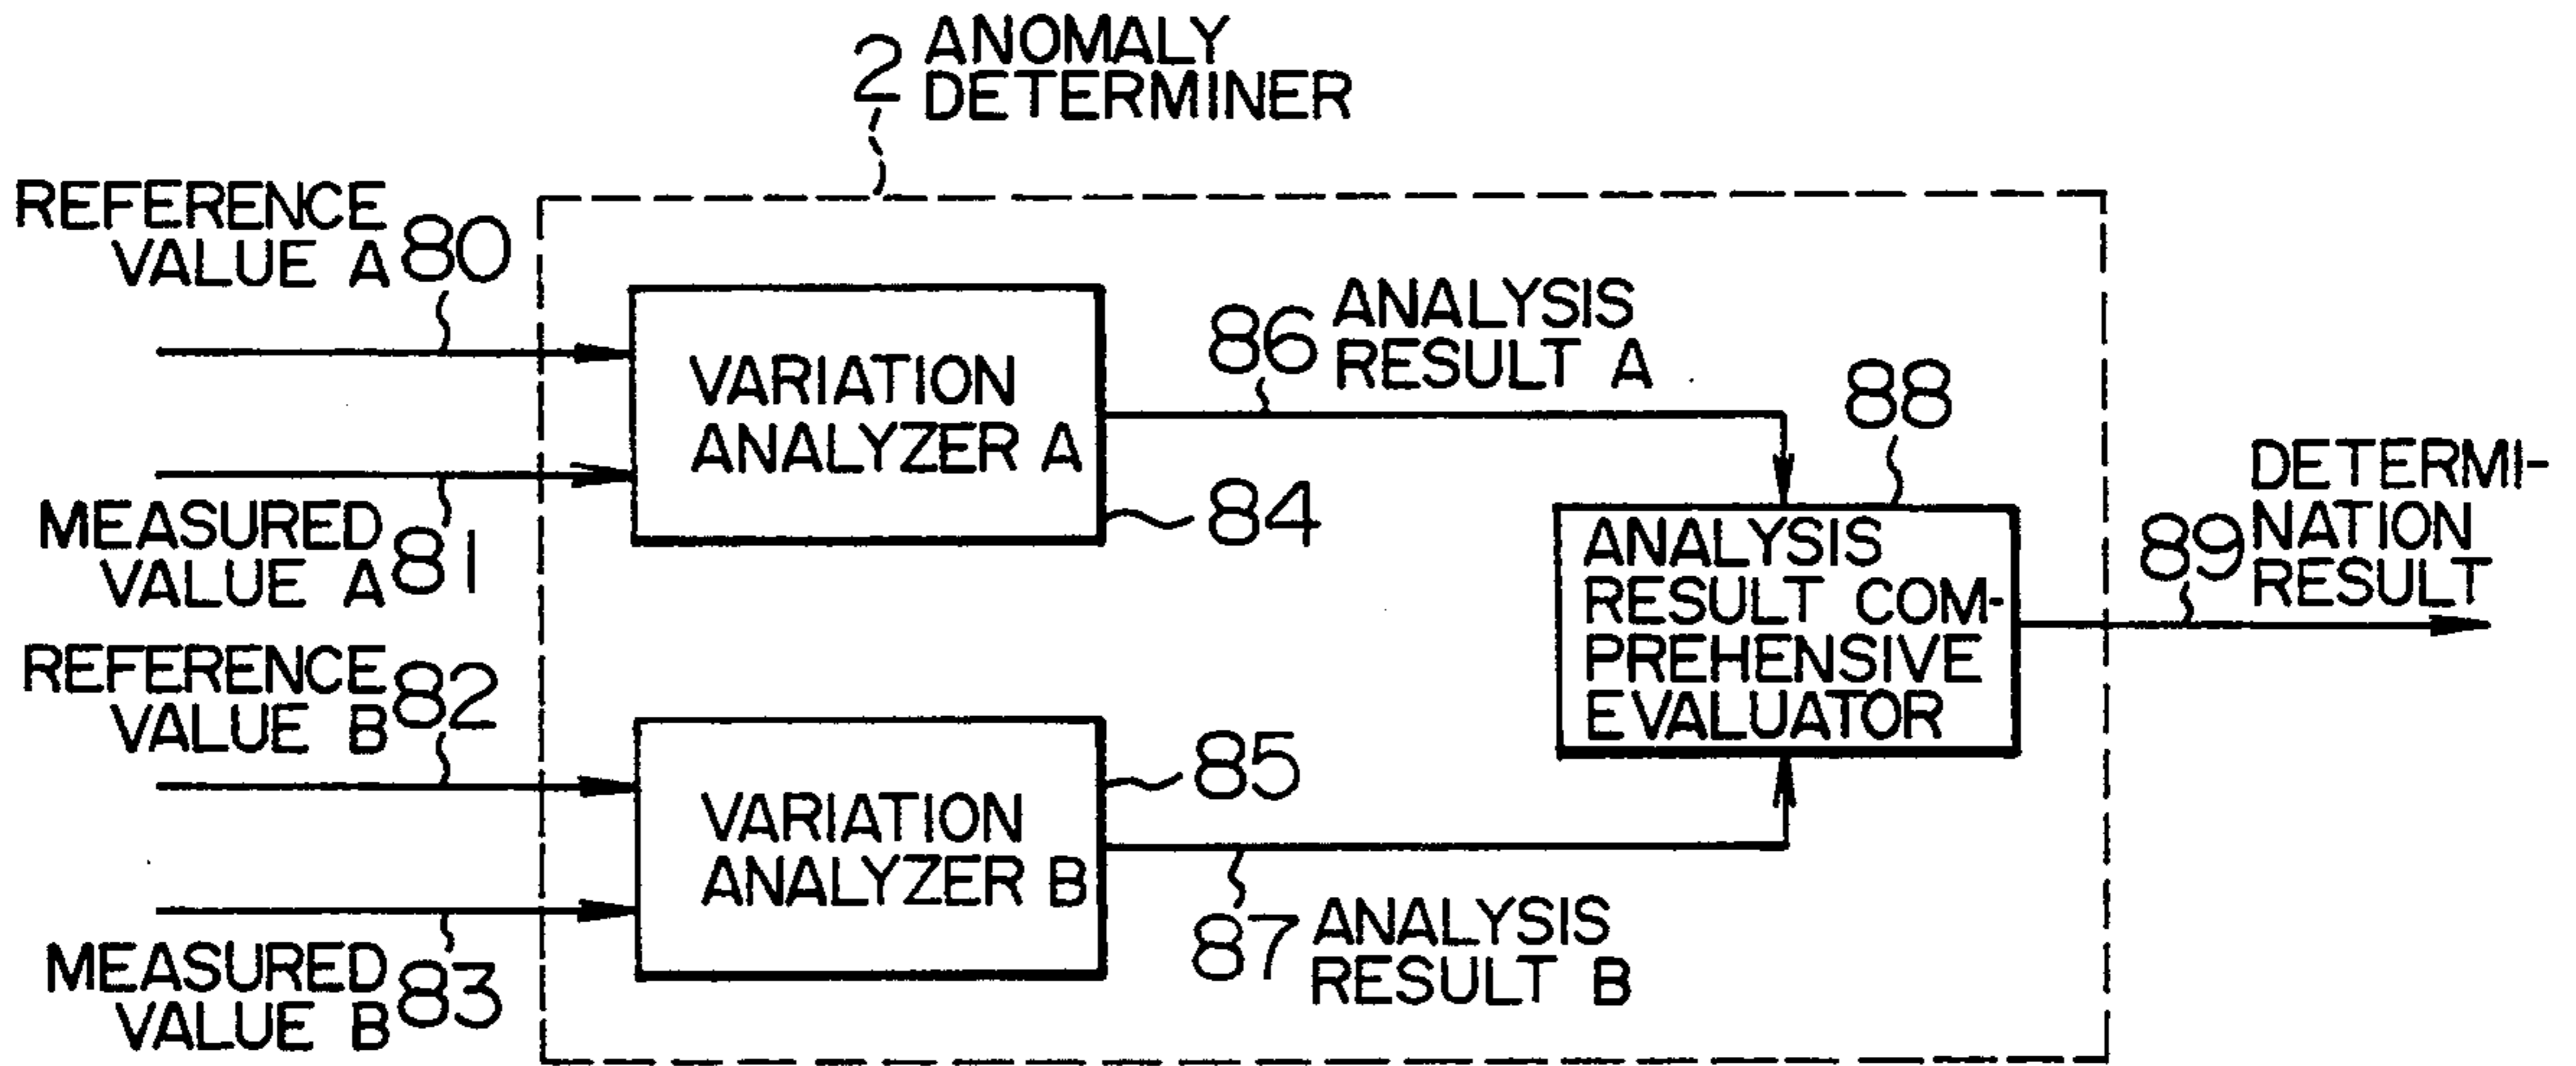 2 ANOMALY
DETERMINER
REFERENCE
VALUE A 80
MEASURED
VALUE A 81
REFERENCE
VALUE B 82
MEASURED
VALUE B 83
VARIATION
ANALYZER A
84
VARIATION
ANALYZER B
85
86 ANALYSIS
RESULT A
87 ANALYSIS
RESULT B
88
ANALYSIS
RESULT COM-
PREHENSIVE
EVALUATOR
89 DETERMI-
NATION
RESULT